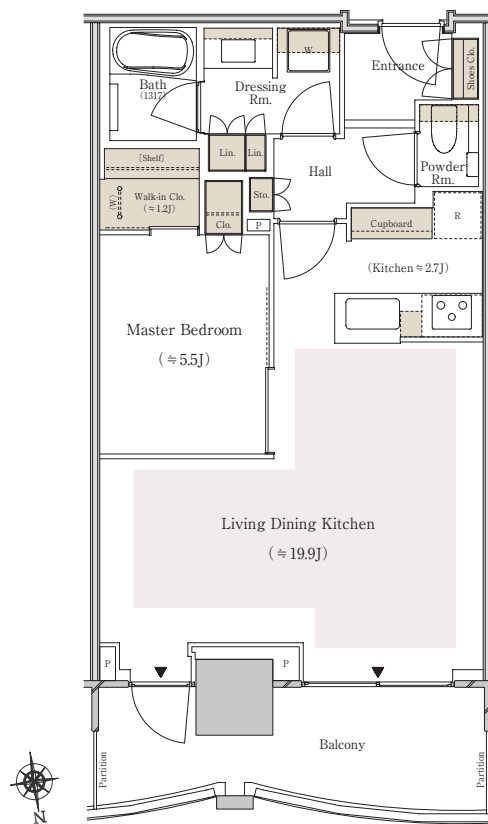 W
Entrance
Shoes Clo.
Bath
(1317)
Dressing
Rm.
Lin.
Lin.
Hall
Powder
Rm.
[Shelf]
(W)
Walk-in Clo.
(≒1.2J)
Sto.
Clo.
P
Cupboard
R
(Kitchen≒2.7J)
Master Bedroom
(≒5.5J)
Living Dining Kitchen
(≒19.9J)
P
P
Balcony
Partition
Partition
N